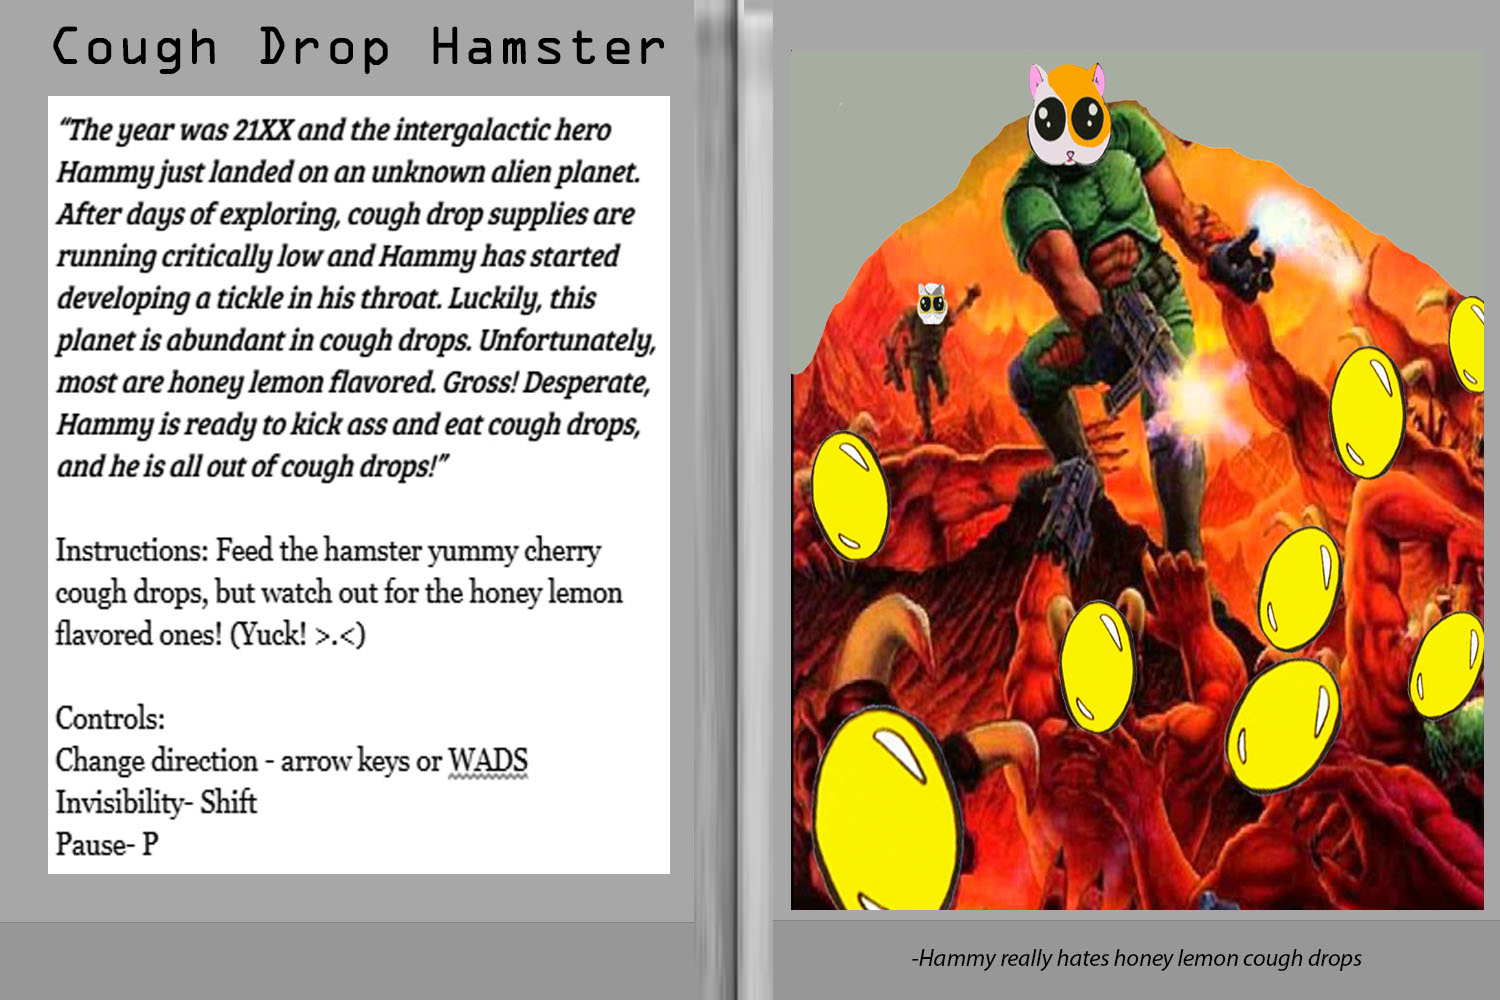 Cough Drop Hamster
“The year was 21XX and the intergalactic hero
Hammy just landed on an unknown alien planet.
After days of exploring, cough drop supplies are
running critically low and Hammy has started
developing a tickle in his throat. Luckily, this
planet is abundant in cough drops. Unfortunately,
most are honey lemon flavored. Gross! Desperate,
Hammy is ready to kick ass and eat cough drops,
and he is all out of cough drops!”
Instructions: Feed the hamster yummy cherry
cough drops, but watch out for the honey lemon
flavored ones! (Yuck! >.<)
Controls:
Change direction - arrow keys or WADS
Invisibility- Shift
Pause- P
-Hammy really hates honey lemon cough drops